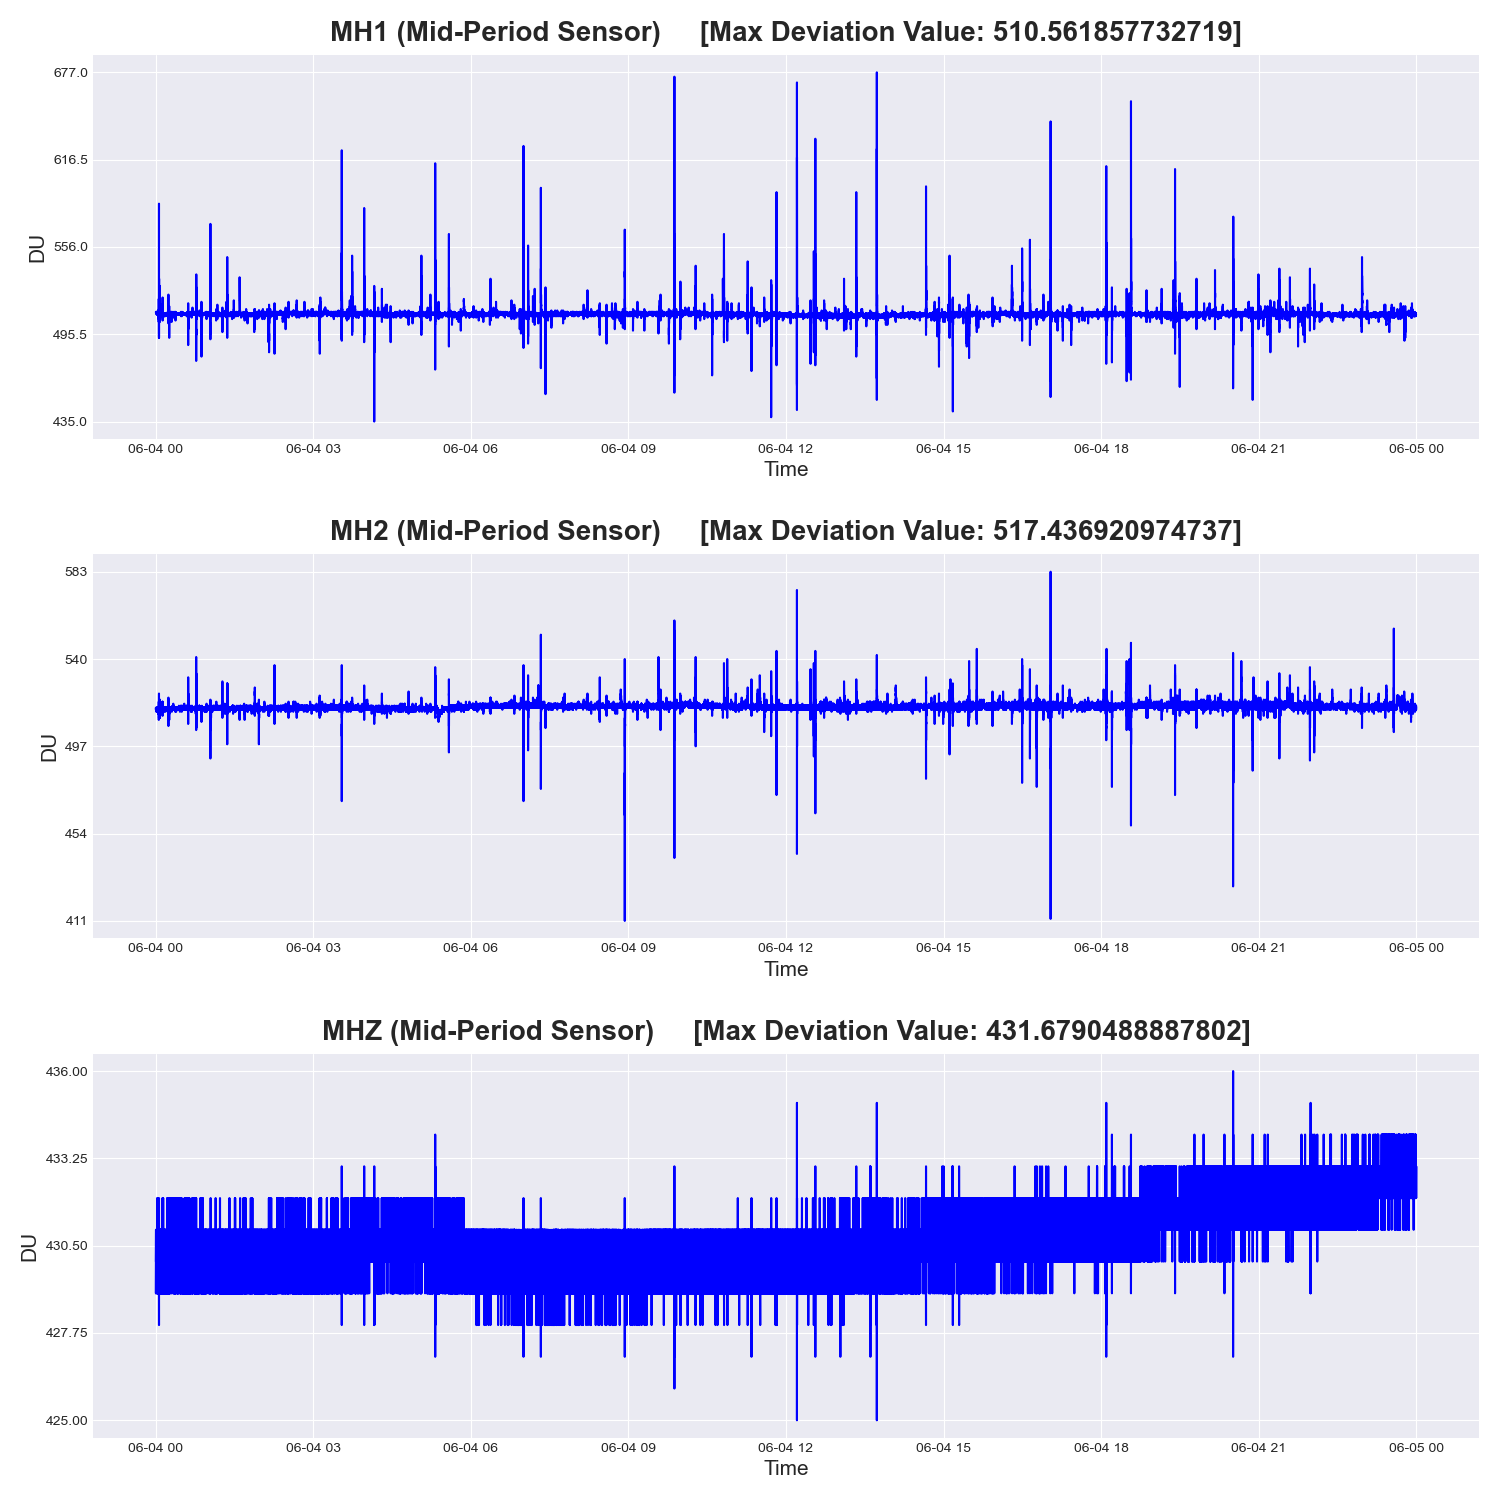 MH1 (Mid-Period Sensor) [Max Deviation Value: 510.561857732719]
677.0
616.5
556.0
495.5
435.0
DU
06-04 00 06-04 03 06-04 06 06-04 09 06-04 12 06-04 15 06-04 18 06-04 21 06-05 00
Time
MH2 (Mid-Period Sensor) [Max Deviation Value: 517.436920974737]
583
540
497
454
411
DU
06-04 00 06-04 03 06-04 06 06-04 09 06-04 12 06-04 15 06-04 18 06-04 21 06-05 00
Time
MHZ (Mid-Period Sensor) [Max Deviation Value: 431.6790488887802]
436.00
433.25
430.50
427.75
425.00
DU
06-04 00 06-04 03 06-04 06 06-04 09 06-04 12 06-04 15 06-04 18 06-04 21 06-05 00
Time